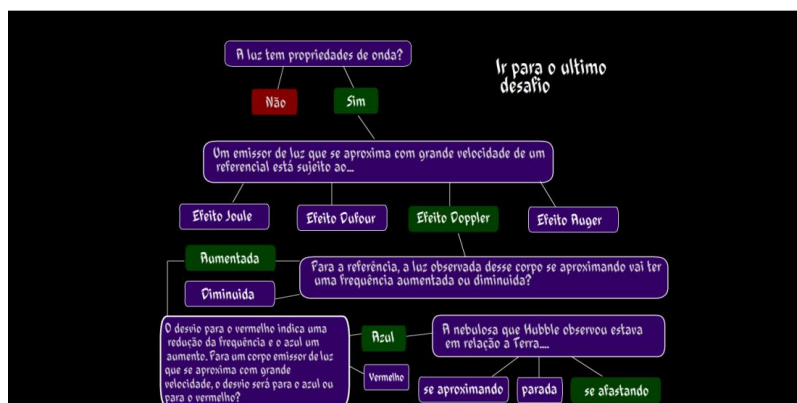 A luz tem propriedades de onda?
Ir para o ultimo
desafio
Não
Sim
Um emissor de luz que se aproxima com grande velocidade de um
referencial está sujeito ao...
Efeito Joule
Efeito Dufour
Efeito Doppler
Efeito Auger
Aumentada
Diminuida
Para a referência, a luz observada desse corpo se aproximando vai ter
uma frequência aumentada ou diminuida?
O desvio para o vermelho indica uma
redução da frequência e o azul um
aumento. Para um corpo emissor de luz
que se aproxima com grande
velocidade, o desvio será para o azul ou
para o vermelho?
Azul
Vermelho
A nebulosa que Hubble observou estava
em relação a Terra....
se aproximando
parada
se afastando